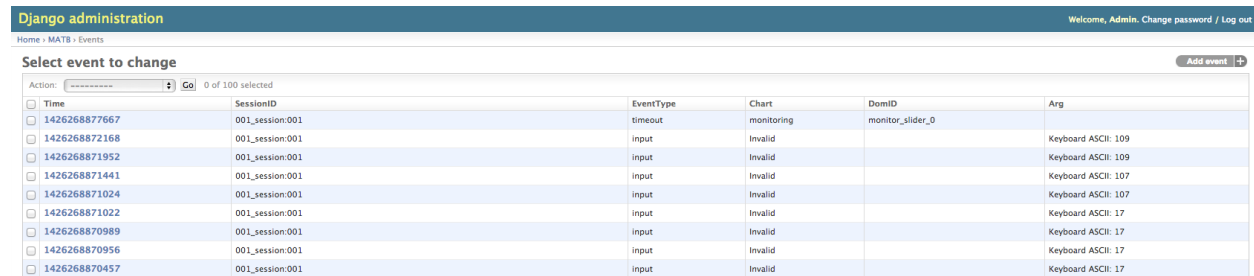 Django administration Welcome, Admin. Change password / Log out
Home › MATB › Events
Select event to change Add event +
Action: --------- Go 0 of 100 selected
Time SessionID EventType Chart DomID Arg
1426268877667 001_session:001 timeout monitoring monitor_slider_0
1426268872168 001_session:001 input Invalid Keyboard ASCII: 109
1426268871952 001_session:001 input Invalid Keyboard ASCII: 109
1426268871441 001_session:001 input Invalid Keyboard ASCII: 107
1426268871024 001_session:001 input Invalid Keyboard ASCII: 107
1426268871022 001_session:001 input Invalid Keyboard ASCII: 17
1426268870989 001_session:001 input Invalid Keyboard ASCII: 17
1426268870956 001_session:001 input Invalid Keyboard ASCII: 17
1426268870457 001_session:001 input Invalid Keyboard ASCII: 17